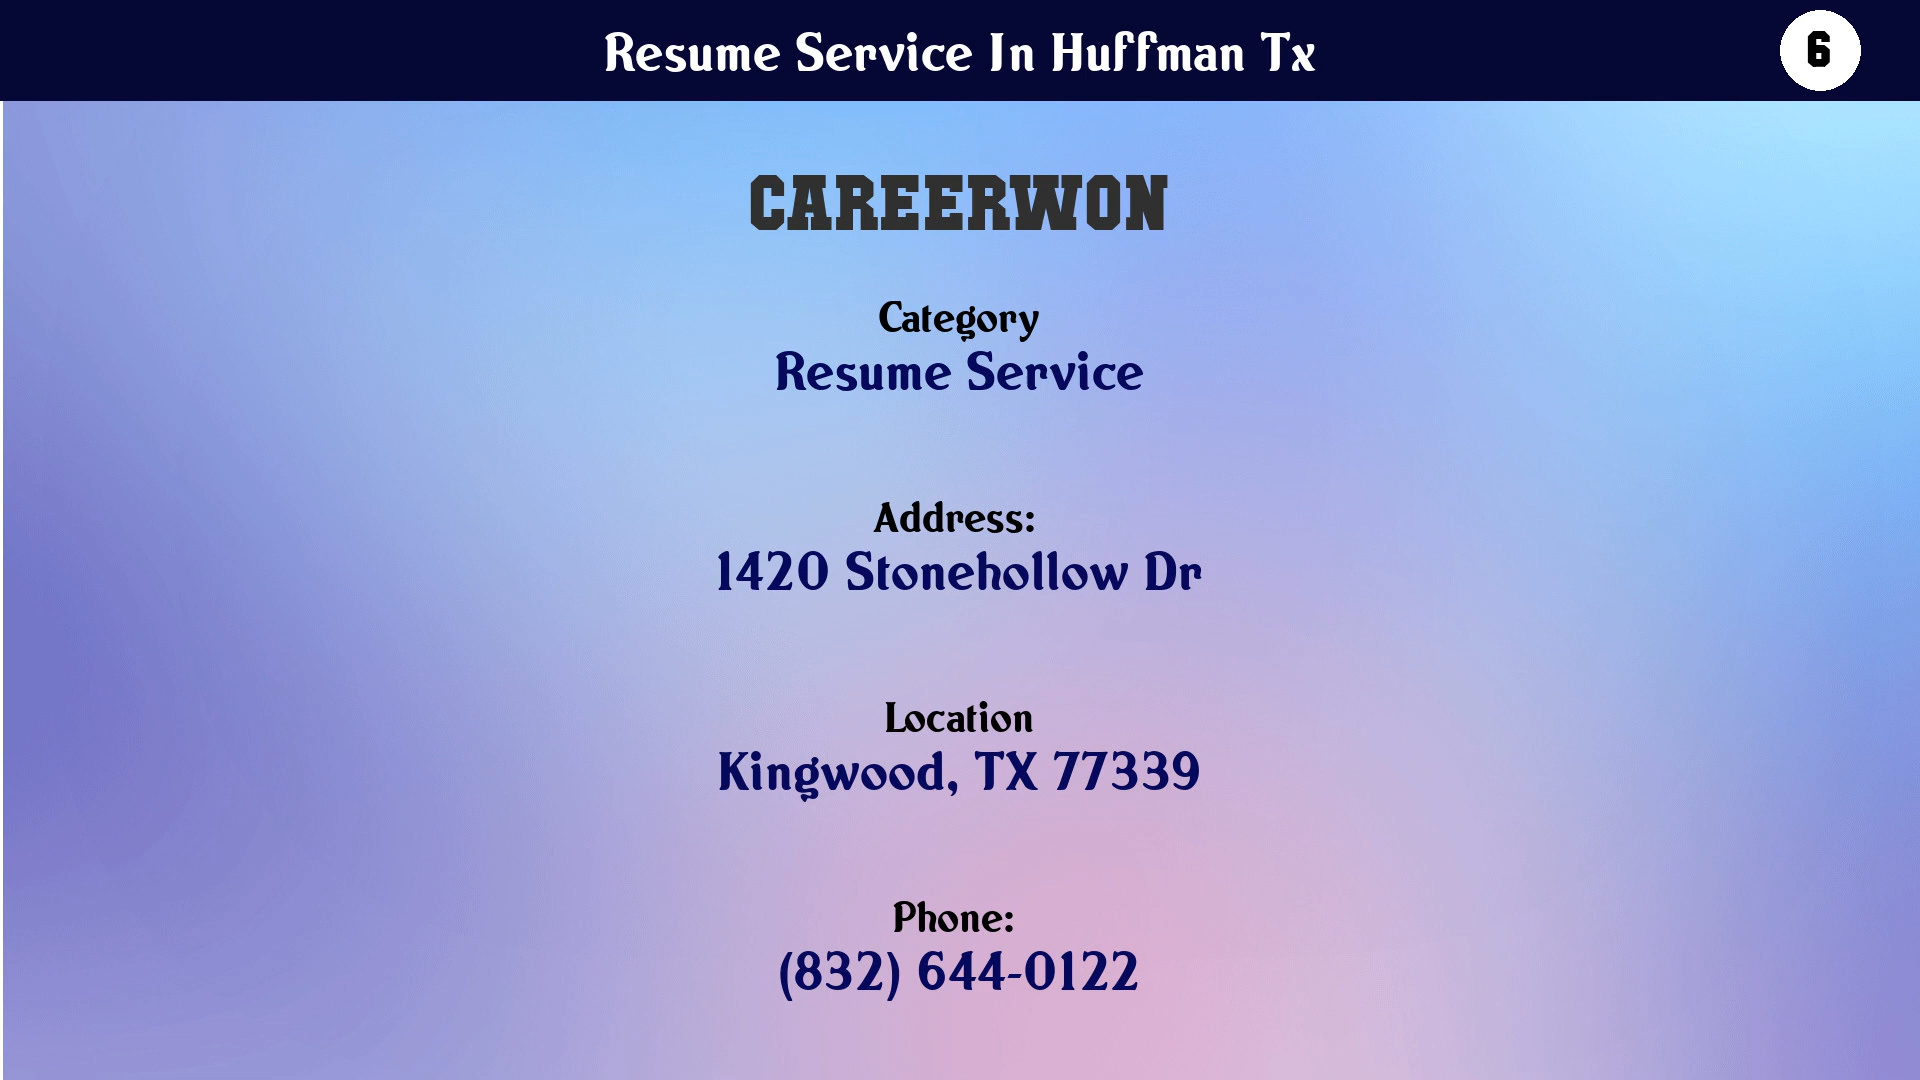 Resume Service In Huffman Tx
6
CAREERWON
Category
Resume Service
Address:
1420 Stonehollow Dr
Location
Kingwood, TX 77339
Phone:
(832) 644-0122